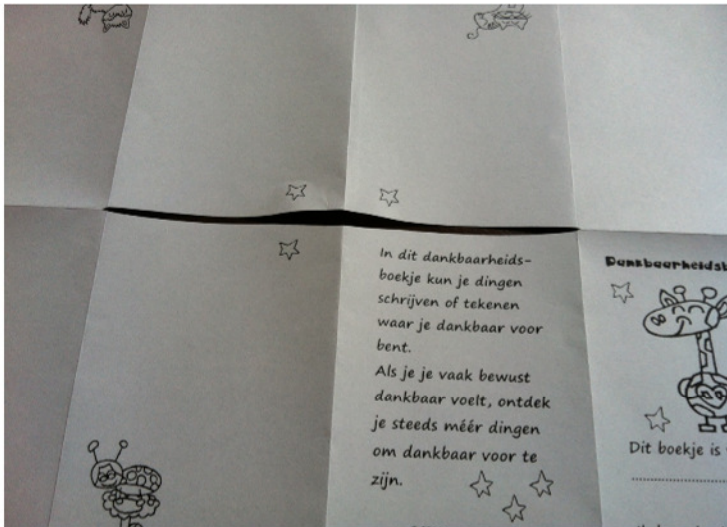 In dit dankbaarheids-
boekje kun je dingen
schrijven of tekenen
waar je dankbaar voor
bent.
Als je je vaak bewust
dankbaar voelt, ontdek
je steeds méér dingen
om dankbaar voor te
zijn.
Dit boekje is